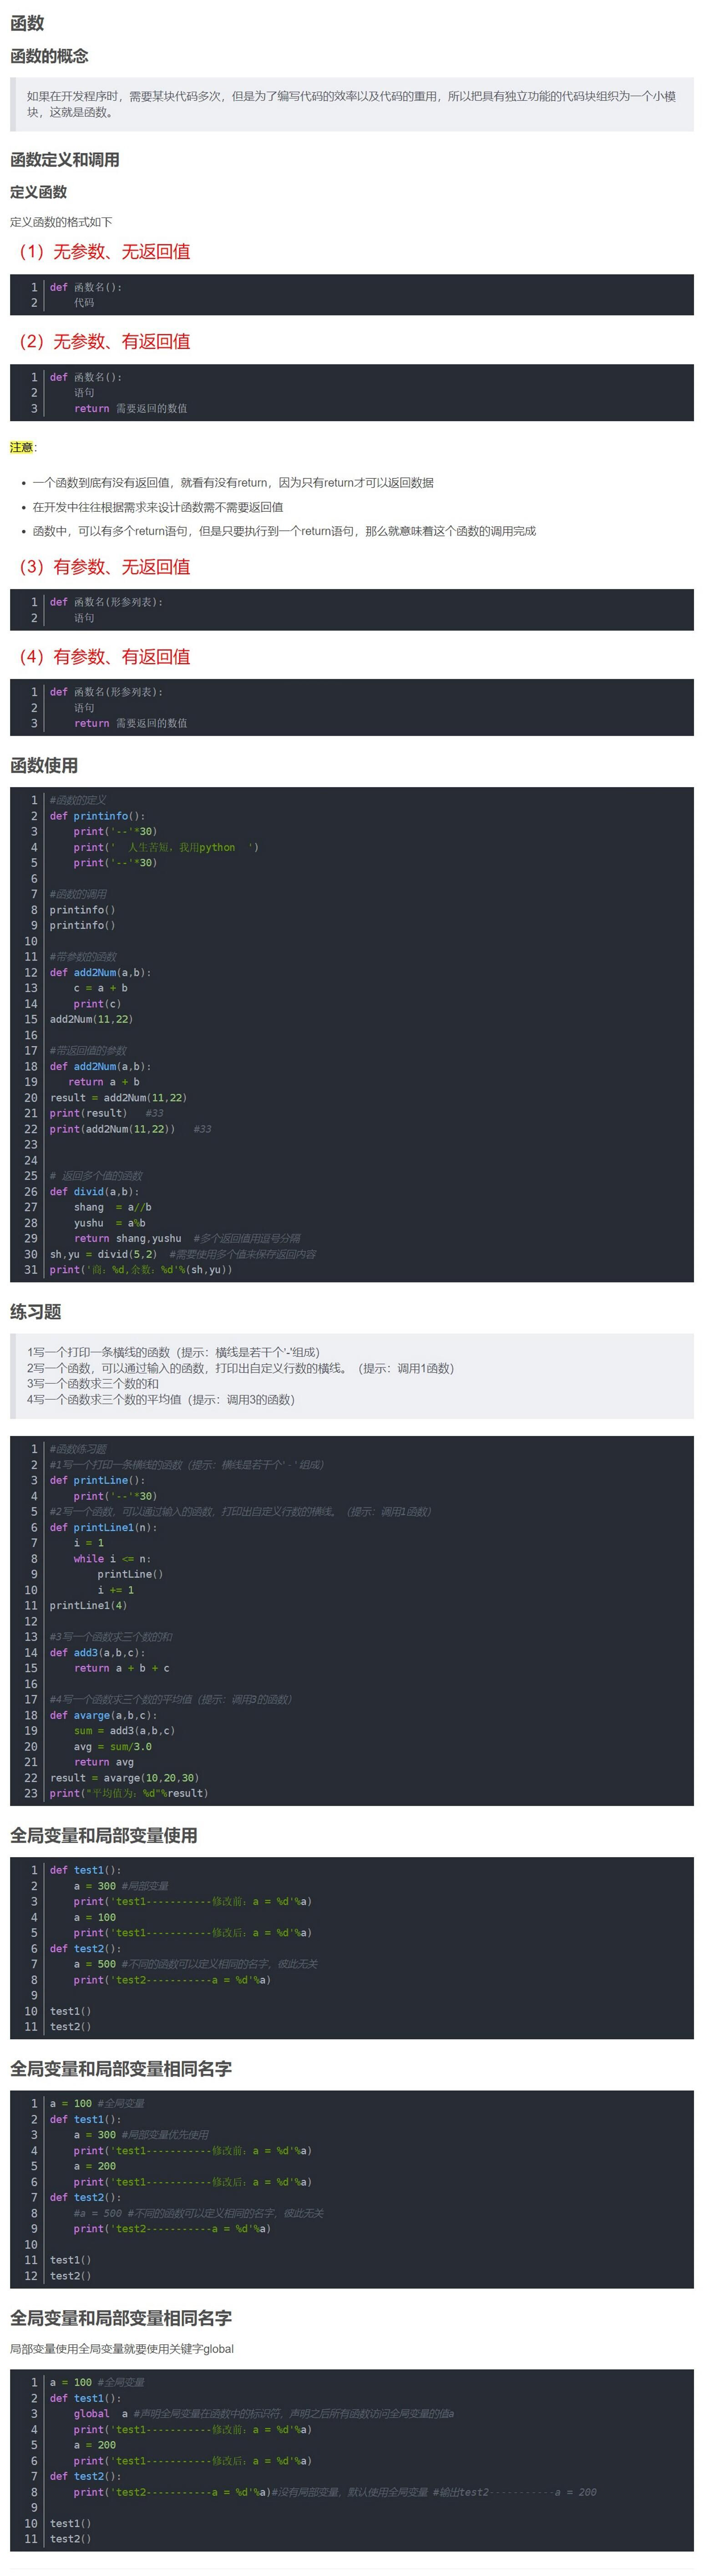 函数
函数的概念
如果在开发程序时，需要某块代码多次，但是为了编写代码的效率以及代码的重用，所以把具有独立功能的代码块组织为一个小模
块，这就是函数。
函数定义和调用
定义函数
定义函数的格式如下
（1）无参数、无返回值
1 def 函数名():
2     代码
（2）无参数、有返回值
1 def 函数名():
2     语句
3     return 需要返回的数值
注意：
• 一个函数到底有没有返回值，就看有没有return，因为只有return才可以返回数据
• 在开发中往往根据需求来设计函数需不需要返回值
• 函数中，可以有多个return语句，但是只要执行到一个return语句，那么就意味着这个函数的调用完成
（3）有参数、无返回值
1 def 函数名(形参列表):
2     语句
（4）有参数、有返回值
1 def 函数名(形参列表):
2     语句
3     return 需要返回的数值
函数使用
1 #函数的定义
2 def printinfo():
3     print('--'*30)
4     print('  人生苦短，我用python  ')
5     print('--'*30)
6
7 #函数的调用
8 printinfo()
9 printinfo()
10
11 #带参数的函数
12 def add2Num(a,b):
13     c = a + b
14     print(c)
15 add2Num(11,22)
16
17 #带返回值的参数
18 def add2Num(a,b):
19    return a + b
20 result = add2Num(11,22)
21 print(result)   #33
22 print(add2Num(11,22))   #33
23
24
25 # 返回多个值的函数
26 def divid(a,b):
27     shang  = a//b
28     yushu  = a%b
29     return shang,yushu  #多个返回值用逗号分隔
30 sh,yu = divid(5,2)  #需要使用多个值来保存返回内容
31 print('商：%d,余数：%d'%(sh,yu))
练习题
1写一个打印一条横线的函数（提示：横线是若干个'-'组成）
2写一个函数，可以通过输入的函数，打印出自定义行数的横线。（提示：调用1函数）
3写一个函数求三个数的和
4写一个函数求三个数的平均值（提示：调用3的函数）
1 #函数练习题
2 #1写一个打印一条横线的函数（提示：横线是若干个'-'组成）
3 def printLine():
4     print('--'*30)
5 #2写一个函数，可以通过输入的函数，打印出自定义行数的横线。（提示：调用1函数）
6 def printLine1(n):
7     i = 1
8     while i <= n:
9         printLine()
10         i += 1
11 printLine1(4)
12
13 #3写一个函数求三个数的和
14 def add3(a,b,c):
15     return a + b + c
16
17 #4写一个函数求三个数的平均值（提示：调用3的函数）
18 def avarge(a,b,c):
19     sum = add3(a,b,c)
20     avg = sum/3.0
21     return avg
22 result = avarge(10,20,30)
23 print("平均值为：%d"%result)
全局变量和局部变量使用
1 def test1():
2     a = 300 #局部变量
3     print('test1-----------修改前：a = %d'%a)
4     a = 100
5     print('test1-----------修改后：a = %d'%a)
6 def test2():
7     a = 500 #不同的函数可以定义相同的名字，彼此无关
8     print('test2-----------a = %d'%a)
9
10 test1()
11 test2()
全局变量和局部变量相同名字
1 a = 100 #全局变量
2 def test1():
3     a = 300 #局部变量优先使用
4     print('test1-----------修改前：a = %d'%a)
5     a = 200
6     print('test1-----------修改后：a = %d'%a)
7 def test2():
8     #a = 500 #不同的函数可以定义相同的名字，彼此无关
9     print('test2-----------a = %d'%a)
10
11 test1()
12 test2()
全局变量和局部变量相同名字
局部变量使用全局变量就要使用关键字global
1 a = 100 #全局变量
2 def test1():
3     global  a #声明全局变量在函数中的标识符，声明之后所有函数访问全局变量的值a
4     print('test1-----------修改前：a = %d'%a)
5     a = 200
6     print('test1-----------修改后：a = %d'%a)
7 def test2():
8     print('test2-----------a = %d'%a)#没有局部变量，默认使用全局变量 #输出test2-----------a = 200
9
10 test1()
11 test2()